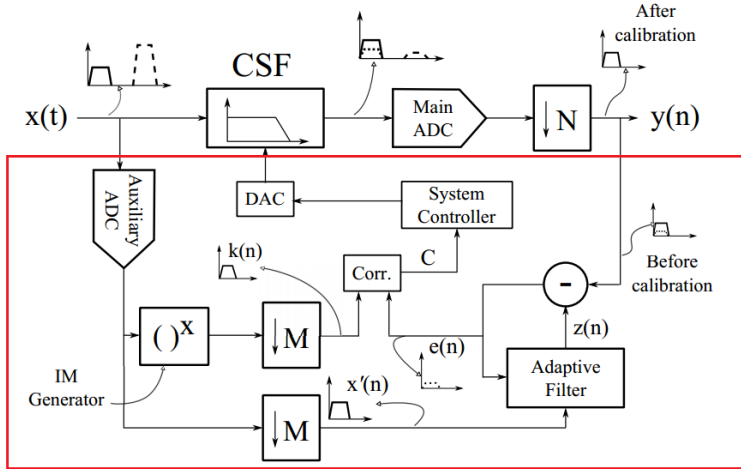 After
calibration
CSF
x(t)
Main
ADC
↓ N
y(n)
Auxiliary
ADC
DAC
System
Controller
k(n)
Corr.
C
-
Before
calibration
z(n)
( )x
↓ M
e(n)
IM
Generator
x'(n)
↓ M
Adaptive
Filter